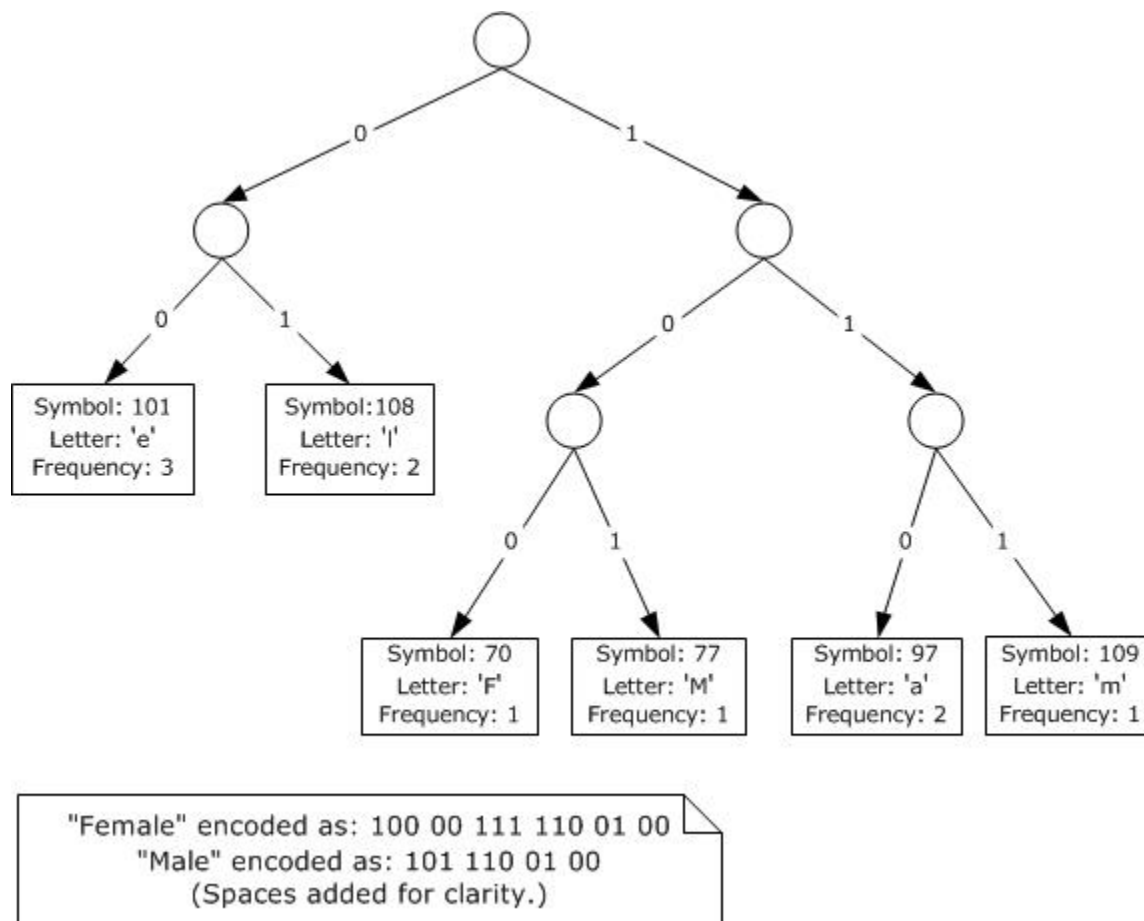 0
1
0
1
0
1
Symbol: 101
Letter: 'e'
Frequency: 3
Symbol:108
Letter: 'l'
Frequency: 2
0
1
0
1
Symbol: 70
Letter: 'F'
Frequency: 1
Symbol: 77
Letter: 'M'
Frequency: 1
Symbol: 97
Letter: 'a'
Frequency: 2
Symbol: 109
Letter: 'm'
Frequency: 1
"Female" encoded as: 100 00 111 110 01 00
"Male" encoded as: 101 110 01 00
(Spaces added for clarity.)